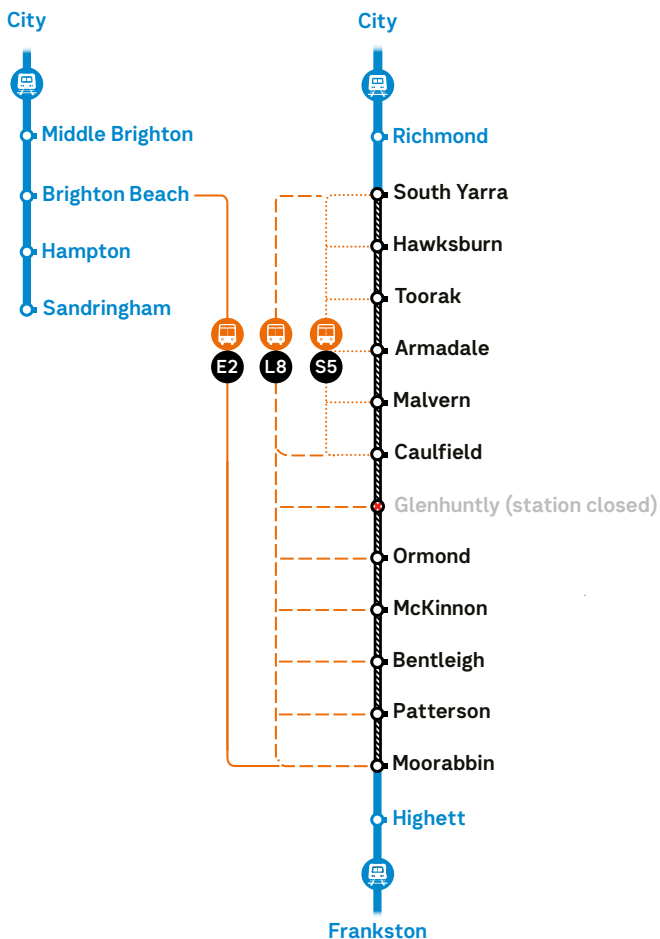 City
Middle Brighton
Brighton Beach
Hampton
Sandringham
E2
L8
S5
City
Richmond
South Yarra
Hawksburn
Toorak
Armadale
Malvern
Caulfield
Glenhuntly (station closed)
Ormond
McKinnon
Bentleigh
Patterson
Moorabbin
Highett
Frankston